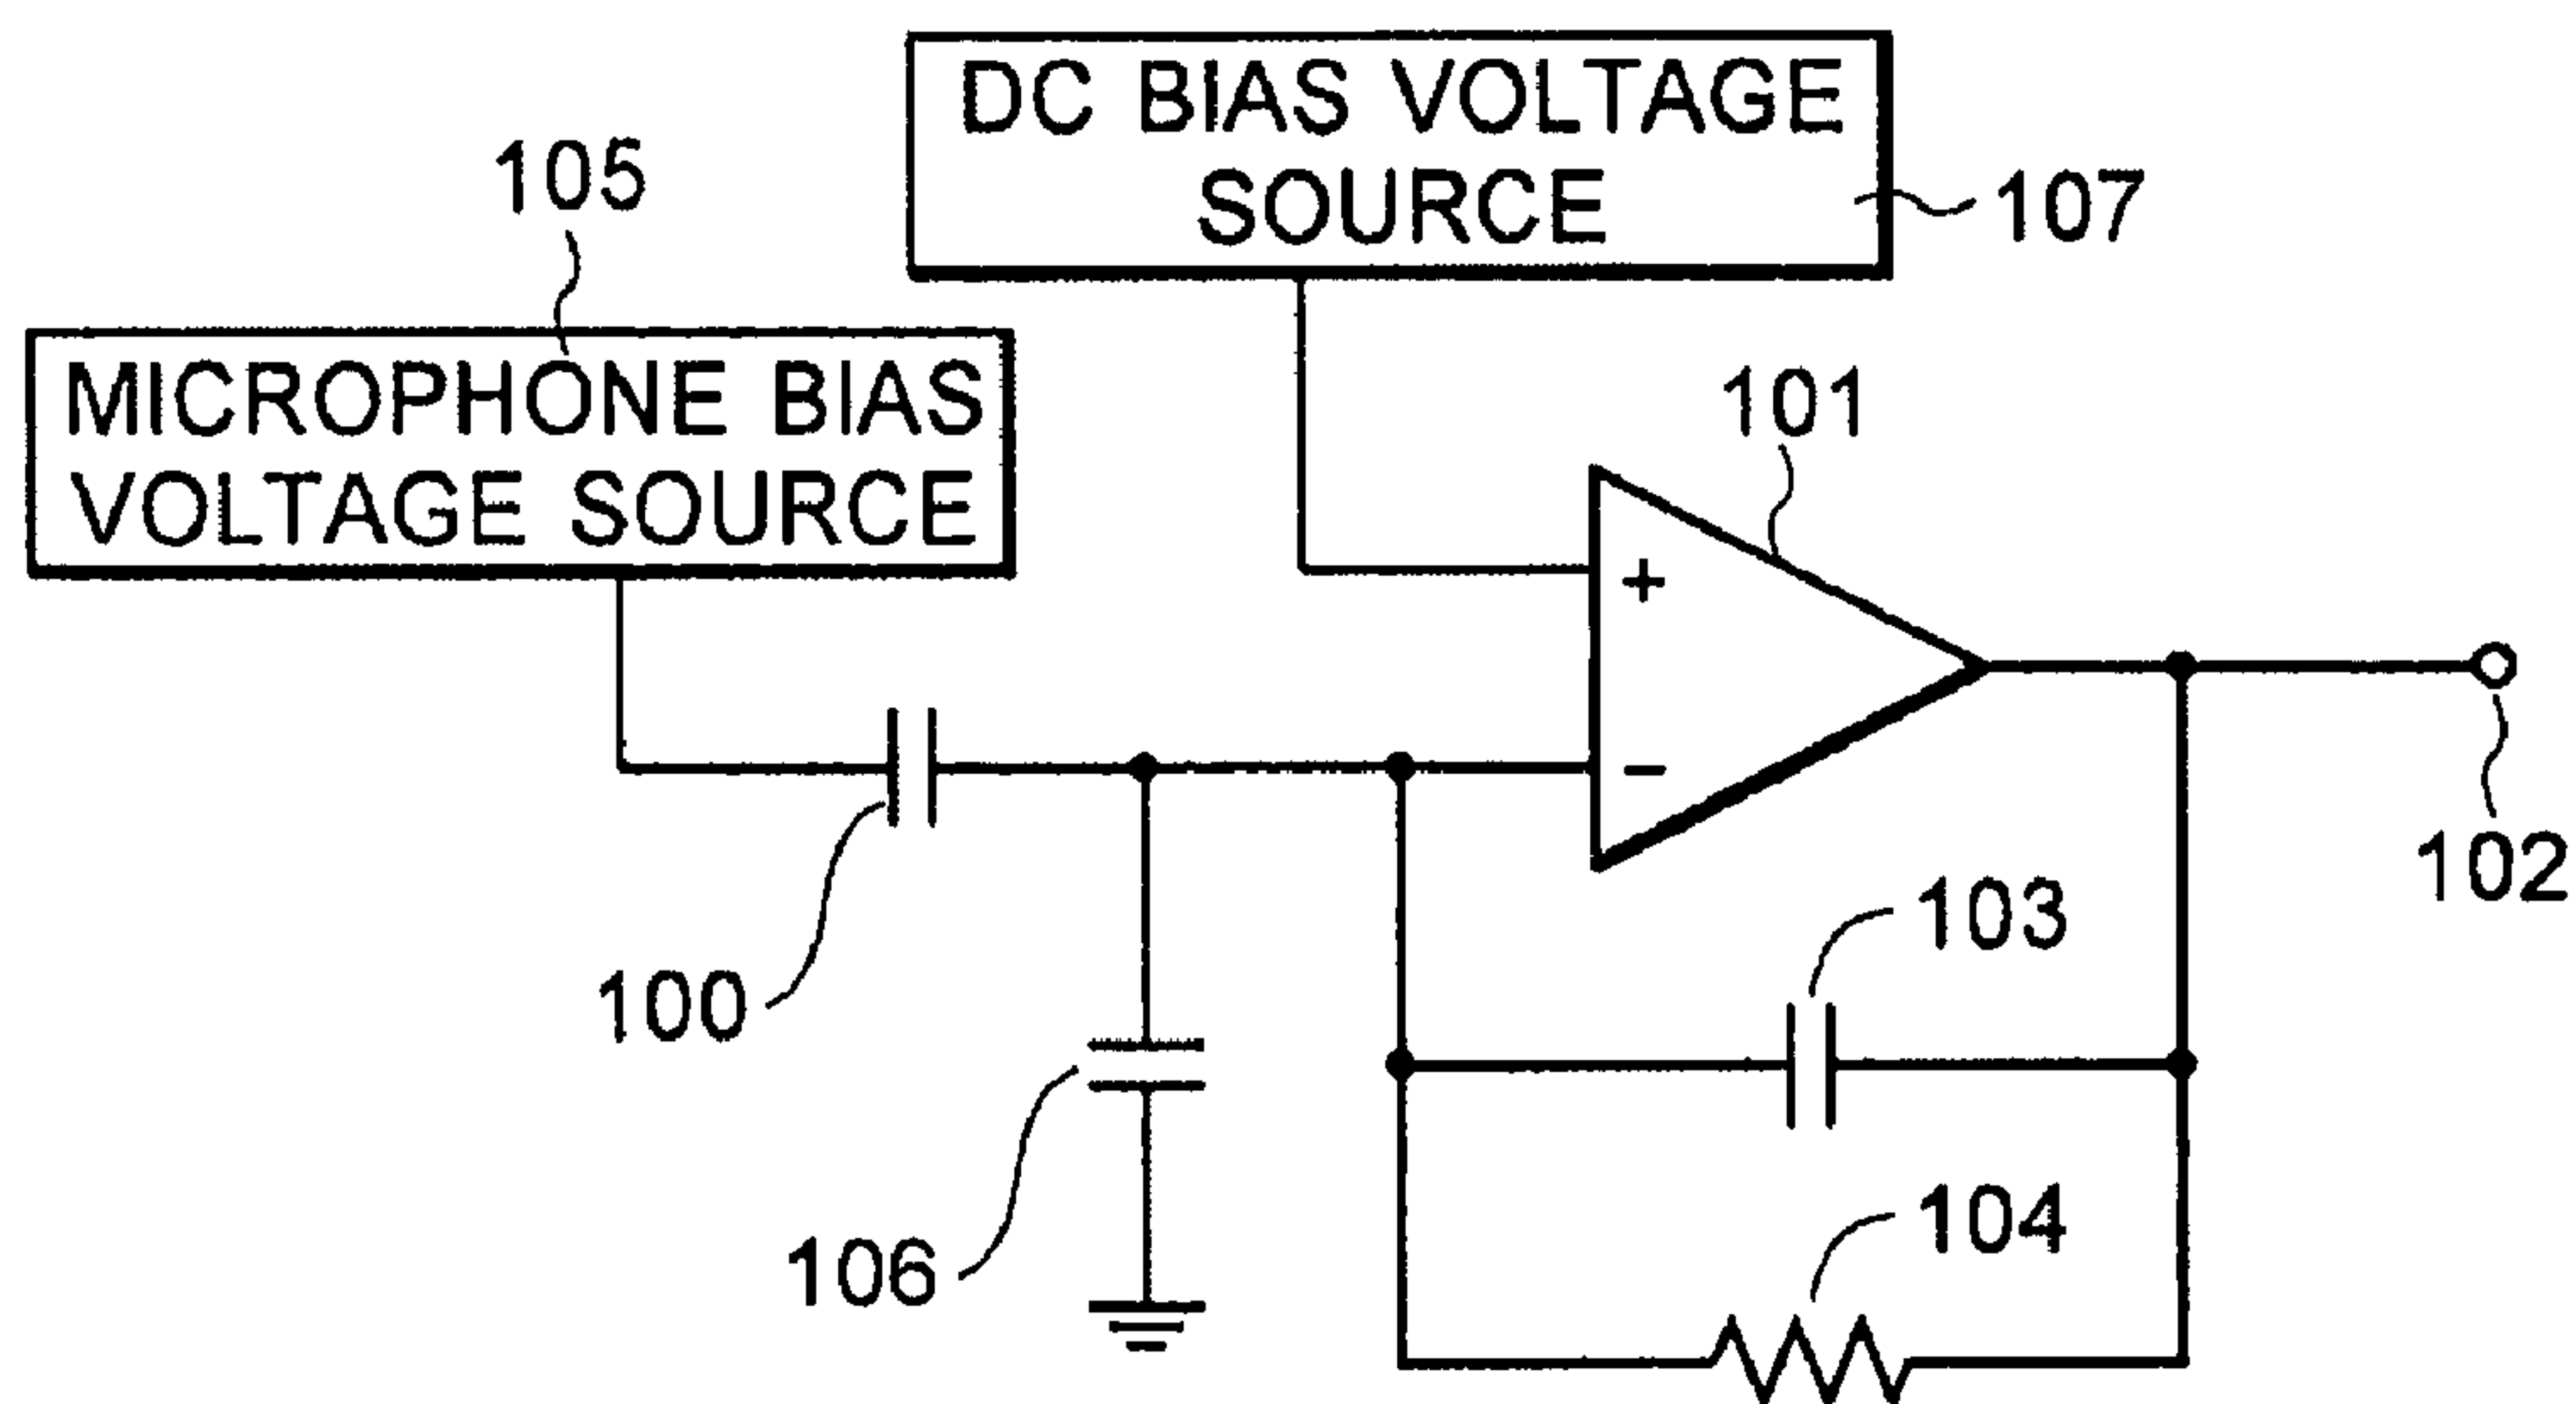 DC BIAS VOLTAGE
SOURCE
107
105
MICROPHONE BIAS
VOLTAGE SOURCE
101
+
-
102
100
103
106
104